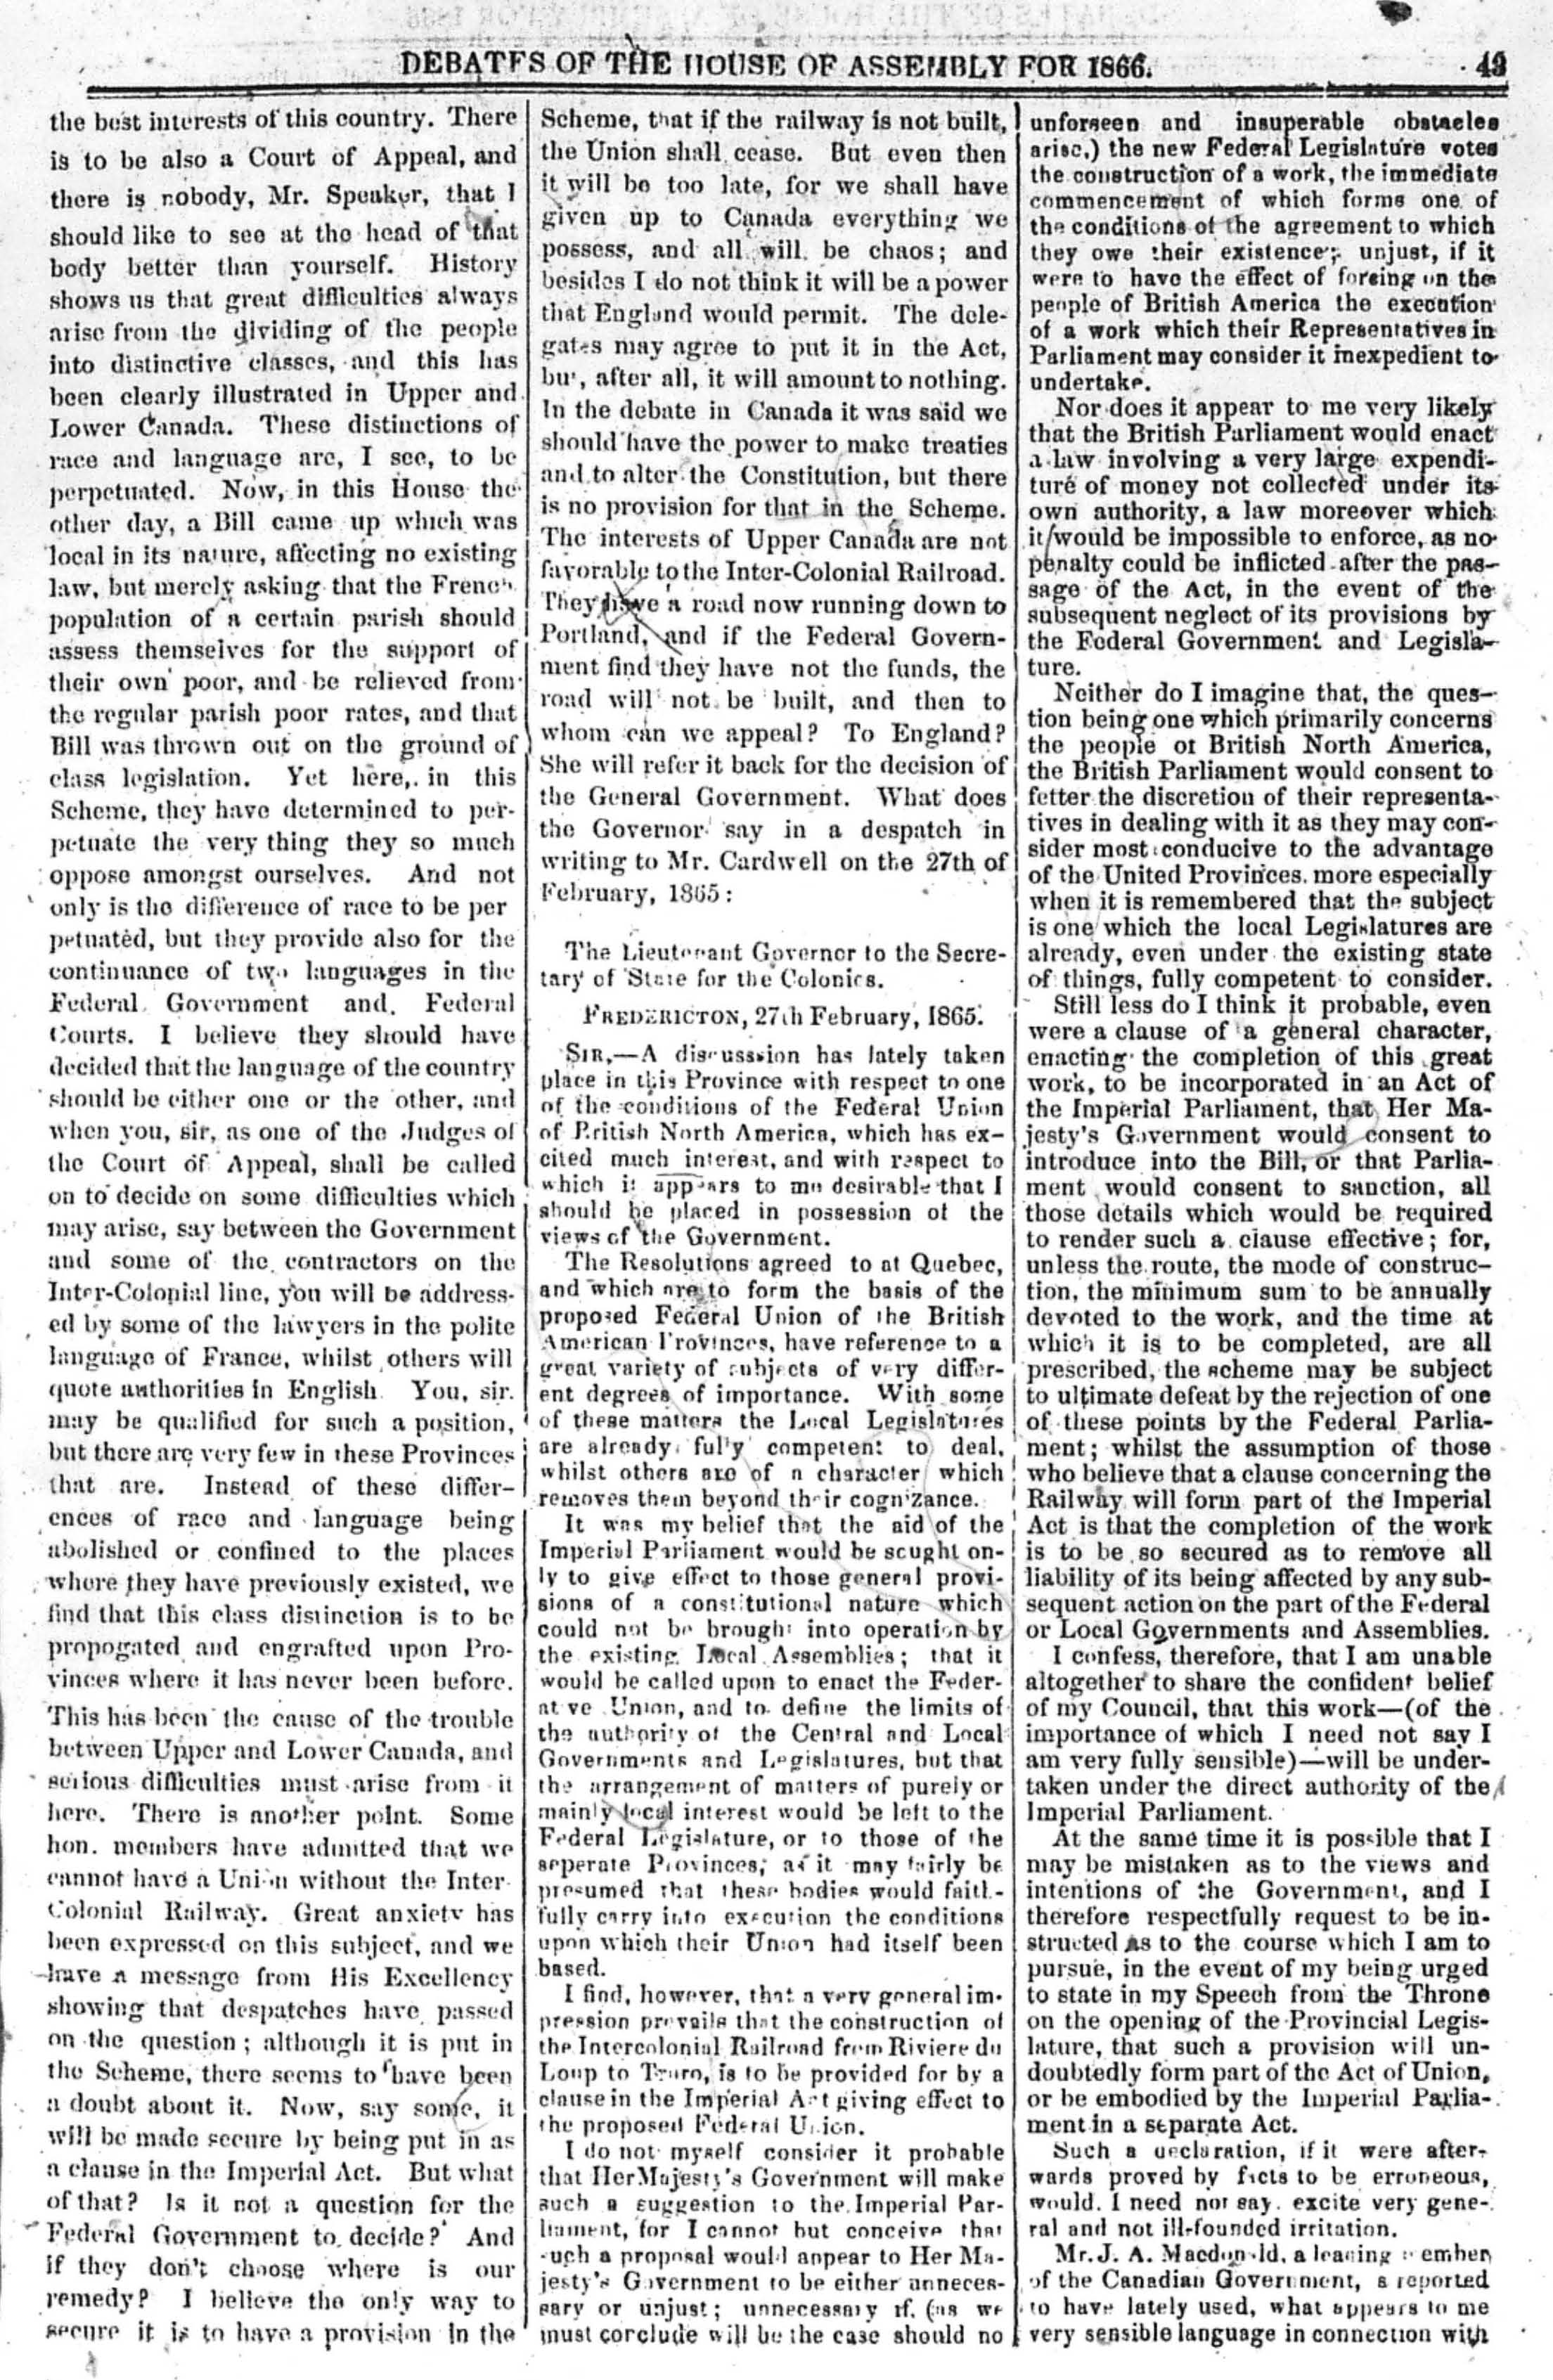 DEBATES OF THE HOUSE OF ASSEMBLY FOR 1866.
43
the best interests of this country. There
is to be also a Court of Appeal, and
there is nobody, Mr. Speaker, that I
should like to see at the head of that
body better than yourself. History
shows us that great difficulties always
arise from the dividing of the people
into distinctive classes, and this has
been clearly illustrated in Upper and
Lower Canada. These distinctions of
race and language are, I see, to be
perpetuated. Now, in this House the
other day, a Bill came up which was
local in its nature, affecting no existing
law, but merely asking that the French
population of a certain parish should
assess themselves for the support of
their own poor, and be relieved from
the regular parish poor rates, and that
Bill was thrown out on the ground of
class legislation. Yet here, in this
Scheme, they have determined to per-
petuate the very thing they so much
oppose amongst ourselves. And not
only is the difference of race to be per
petuated, but they provide also for the
continuance of two languages in the
Federal Government and Federal
Courts. I believe they should have
decided that the language of the country
should be either one or the other, and
when you, sir, as one of the Judges of
the Court of Appeal, shall be called
on to decide on some difficulties which
may arise, say between the Government
and some of the contractors on the
Inter-Colonial line, you will be address-
ed by some of the lawyers in the polite
language of France, whilst others will
quote authorities in English. You, sir,
may be qualified for such a position,
but there are very few in these Provinces
that are. Instead of these differ-
ences of race and language being
abolished or confined to the places
where they have previously existed, we
find that this class distinction is to be
propogated and engrafted upon Pro-
vinces where it has never been before.
This has been the cause of the trouble
between Upper and Lower Canada, and
serious difficulties must arise from it
here. There is another point. Some
hon. members have admitted that we
cannot have a Union without the Inter
Colonial Railway. Great anxiety has
been expressed on this subject, and we
have a message from His Excellency
showing that despatches have passed
on the question; although it is put in
the Scheme, there seems to have been
a doubt about it. Now, say some, it
will be made secure by being put in as
a clause in the Imperial Act. But what
of that? Is it not a question for the
Federal Government to decide? And
if they don't choose where is our
remedy? I believe the only way to
secure it is to have a provision in the
Scheme, that if the railway is not built,
the Union shall cease. But even then
it will be too late, for we shall have
given up to Canada everything we
possess, and all will be chaos; and
besides I do not think it will be a power
that England would permit. The dele-
gates may agree to put it in the Act,
but, after all, it will amount to nothing.
In the debate in Canada it was said we
should have the power to make treaties
and to alter the Constitution, but there
is no provision for that in the Scheme.
The interests of Upper Canada are not
favorable to the Inter-Colonial Railroad.
They have a road now running down to
Portland, and if the Federal Govern-
ment find they have not the funds, the
road will not be built, and then to
whom can we appeal? To England?
She will refer it back for the decision of
the General Government. What does
the Governor say in a despatch in
writing to Mr. Cardwell on the 27th of
February, 1865:
The Lieutenant Governor to the Secre-
tary of State for the Colonies.
FREDERICTON, 27th February, 1865.
SIR,—A discussion has lately taken
place in this Province with respect to one
of the conditions of the Federal Union
of British North America, which has ex-
cited much interest, and with respect to
which it appears to me desirable that I
should be placed in possession of the
views of the Government.
The Resolutions agreed to at Quebec,
and which are to form the basis of the
proposed Federal Union of the British
American Provinces, have reference to a
great variety of subjects of very differ-
ent degrees of importance. With some
of these matters the Local Legislatures
are already fully competent to deal,
whilst others are of a character which
removes them beyond their cognizance.
It was my belief that the aid of the
Imperial Parliament would be sought on-
ly to give effect to those general provi-
sions of a constitutional nature which
could not be brought into operation by
the existing Local Assemblies; that it
would be called upon to enact the Feder-
ative Union, and to define the limits of
the authority of the Central and Local
Governments and Legislatures, but that
the arrangement of matters of purely or
mainly local interest would be left to the
Federal Legislature, or to those of the
seperate Provinces, as it may fairly be
presumed that these bodies would faith-
fully carry into execution the conditions
upon which their Union had itself been
based.
I find, however, that a very general im-
pression prevails that the construction of
the Intercolonial Railroad from Riviere du
Loup to Truro, is to be provided for by a
clause in the Imperial Act giving effect to
the proposed Federal Union.
I do not myself consider it probable
that Her Majesty's Government will make
such a suggestion to the Imperial Par-
liament, for I cannot but conceive that
such a proposal would appear to Her Ma-
jesty's Government to be either unneces-
sary or unjust; unnecessary if, (as we
must corclude will be the case should no
unforseen and insuperable obstacles
arise,) the new Federal Legislature votes
the construction of a work, the immediate
commencement of which forms one of
the conditions of the agreement to which
they owe their existence; unjust, if it
were to have the effect of forcing on the
people of British America the execution
of a work which their Representatives in
Parliament may consider it inexpedient to
undertake.
Nor does it appear to me very likely
that the British Parliament would enact
a law involving a very large expendi-
ture of money not collected under its
own authority, a law moreover which
it would be impossible to enforce, as no
penalty could be inflicted after the pas-
sage of the Act, in the event of the
subsequent neglect of its provisions by
the Federal Government and Legisla-
ture.
Neither do I imagine that, the ques-
tion being one which primarily concerns
the people of British North America,
the British Parliament would consent to
fetter the discretion of their representa-
tives in dealing with it as they may con-
sider most conducive to the advantage
of the United Provinces, more especially
when it is remembered that the subject
is one which the local Legislatures are
already, even under the existing state
of things, fully competent to consider.
Still less do I think it probable, even
were a clause of a general character,
enacting the completion of this great
work, to be incorporated in an Act of
the Imperial Parliament, that Her Ma-
jesty's Government would consent to
introduce into the Bill, or that Parlia-
ment would consent to sanction, all
those details which would be required
to render such a clause effective; for,
unless the route, the mode of construc-
tion, the minimum sum to be annually
devoted to the work, and the time at
which it is to be completed, are all
prescribed, the scheme may be subject
to ultimate defeat by the rejection of one
of these points by the Federal Parlia-
ment; whilst the assumption of those
who believe that a clause concerning the
Railway will form part of the Imperial
Act is that the completion of the work
is to be so secured as to remove all
liability of its being affected by any sub-
sequent action on the part of the Federal
or Local Governments and Assemblies.
I confess, therefore, that I am unable
altogether to share the confident belief
of my Council, that this work—(of the
importance of which I need not say I
am very fully sensible)—will be under-
taken under the direct authority of the
Imperial Parliament.
At the same time it is possible that I
may be mistaken as to the views and
intentions of the Government, and I
therefore respectfully request to be in-
structed as to the course which I am to
pursue, in the event of my being urged
to state in my Speech from the Throne
on the opening of the Provincial Legis-
lature, that such a provision will un-
doubtedly form part of the Act of Union,
or be embodied by the Imperial Parlia-
ment in a separate Act.
Such a declaration, if it were after-
wards proved by facts to be erroneous,
would, I need not say, excite very gene-
ral and not ill-founded irritation.
Mr. J. A. Macdonald, a leading member
of the Canadian Government, is reported
to have lately used, what appears to me
very sensible language in connection with